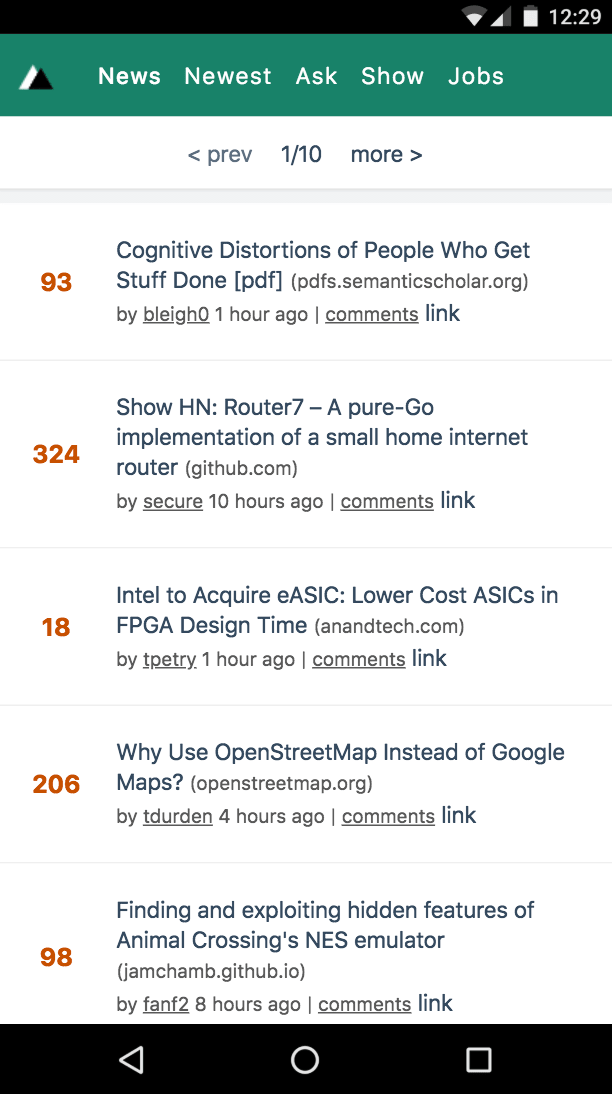 12:29
News Newest Ask Show Jobs
< prev 1/10 more >
Cognitive Distortions of People Who Get
93
Stuff Done [pdf] (pdfs.semanticscholar.org)
by bleigh0 1 hour ago | comments link
Show HN: Router7 – A pure-Go
implementation of a small home internet
324
router (github.com)
by secure 10 hours ago | comments link
Intel to Acquire eASIC: Lower Cost ASICs in
18
FPGA Design Time (anandtech.com)
by tpetry 1 hour ago | comments link
Why Use OpenStreetMap Instead of Google
206
Maps? (openstreetmap.org)
by tdurden 4 hours ago | comments link
Finding and exploiting hidden features of
Animal Crossing's NES emulator
98
(jamchamb.github.io)
by fanf2 8 hours ago | comments link